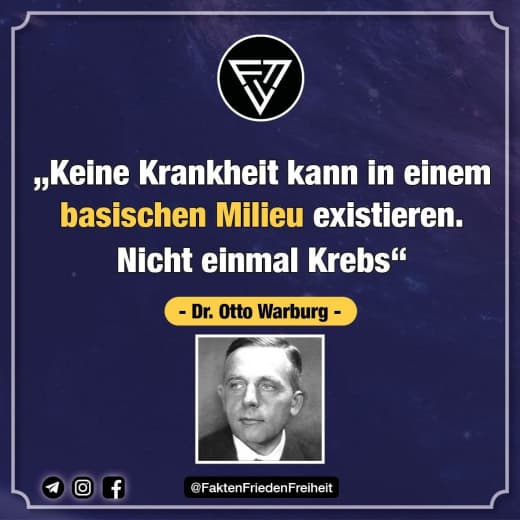 „Keine Krankheit kann in einem
basischen Milieu existieren.
Nicht einmal Krebs“
- Dr. Otto Warburg -
@FaktenFriedenFreiheit